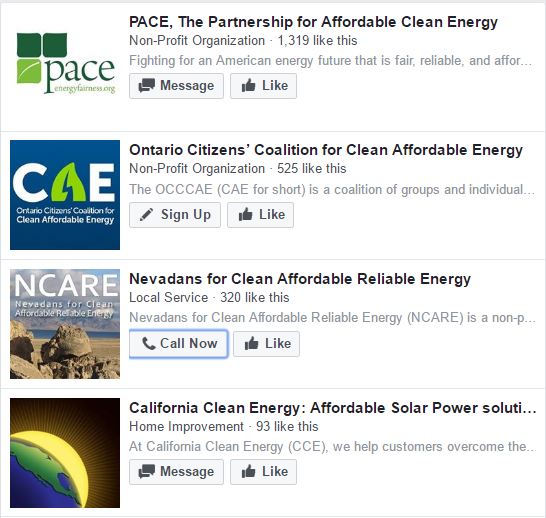 pace
energyfairness.org
PACE, The Partnership for Affordable Clean Energy
Non-Profit Organization · 1,319 like this
Fighting for an American energy future that is fair, reliable, and affor...
Message
Like
CAE
Ontario Citizens' Coalition for
Clean Affordable Energy
Ontario Citizens' Coalition for Clean Affordable Energy
Non-Profit Organization · 525 like this
The OCCCAE (CAE for short) is a coalition of groups and individual...
Sign Up
Like
NCARE
Nevadans for Clean
Affordable Reliable Energy
Nevadans for Clean Affordable Reliable Energy
Local Service · 320 like this
Nevadans for Clean Affordable Reliable Energy (NCARE) is a non-p...
Call Now
Like
California Clean Energy: Affordable Solar Power soluti...
Home Improvement · 93 like this
At California Clean Energy (CCE), we help customers overcome the...
Message
Like